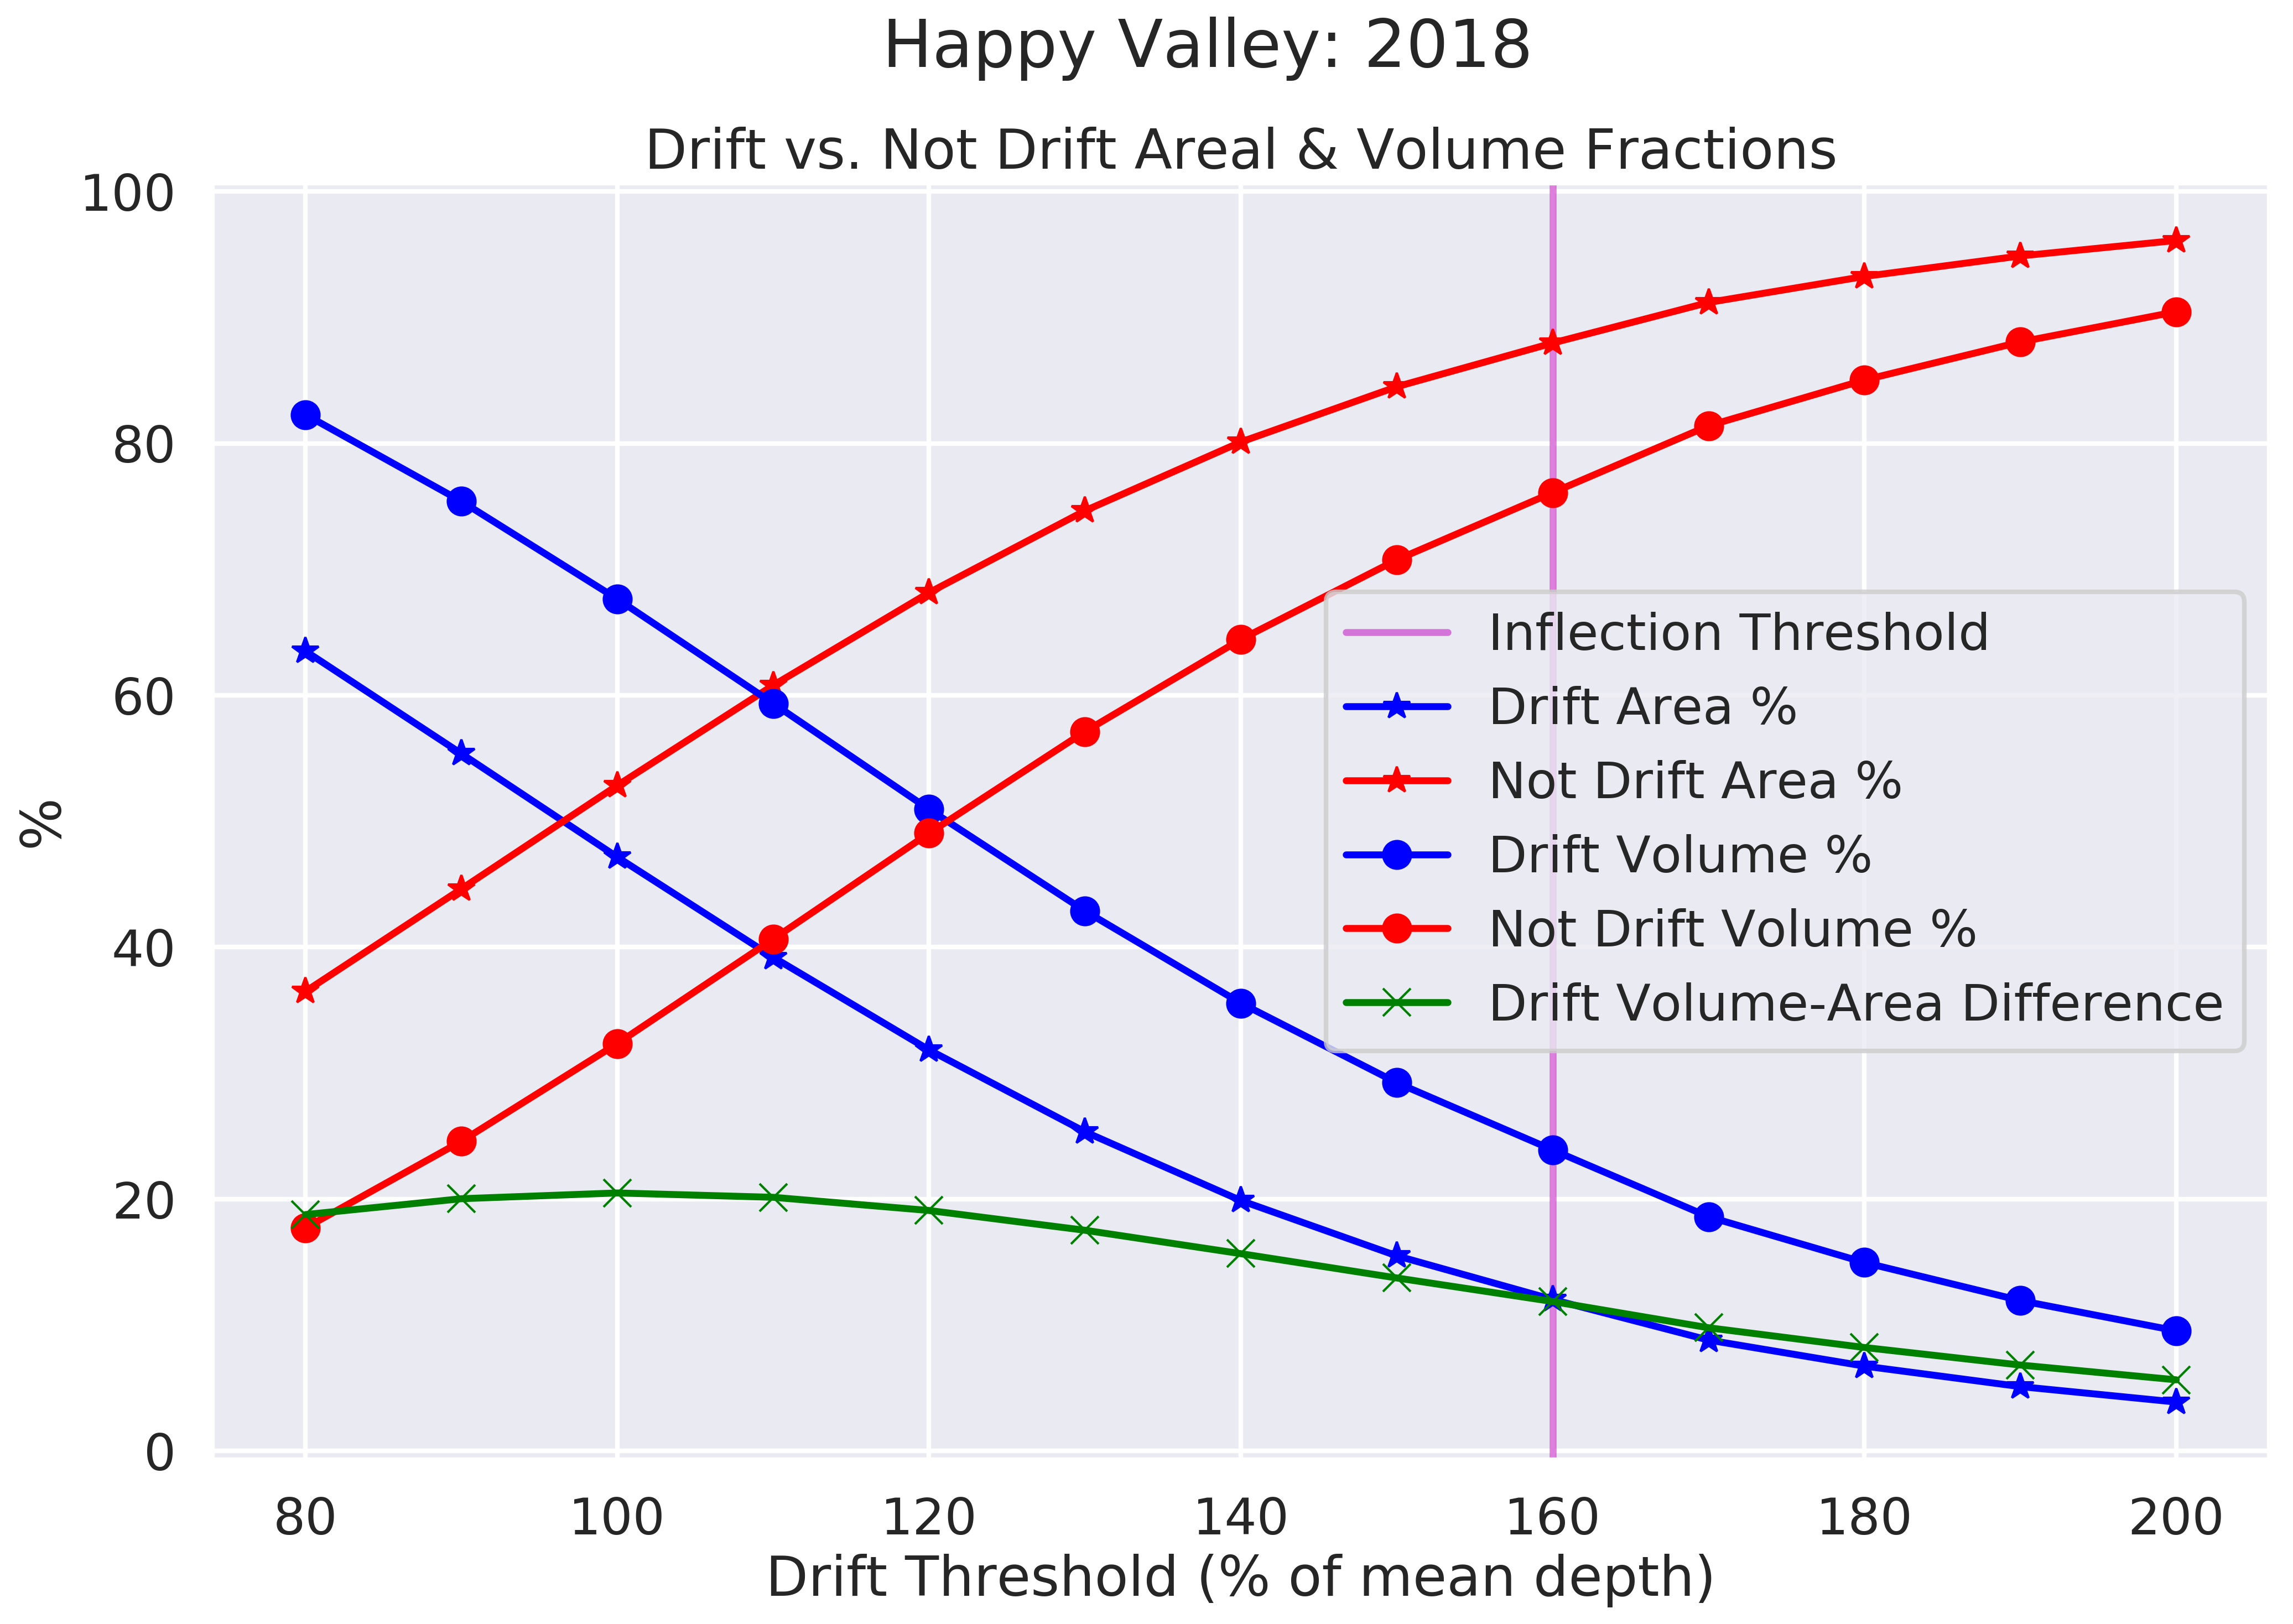 Happy Valley: 2018
Drift vs. Not Drift Areal & Volume Fractions
100
80
60
40
20
0
%
Inflection Threshold
Drift Area %
Not Drift Area %
Drift Volume %
Not Drift Volume %
Drift Volume-Area Difference
80 100 120 140 160 180 200
Drift Threshold (% of mean depth)